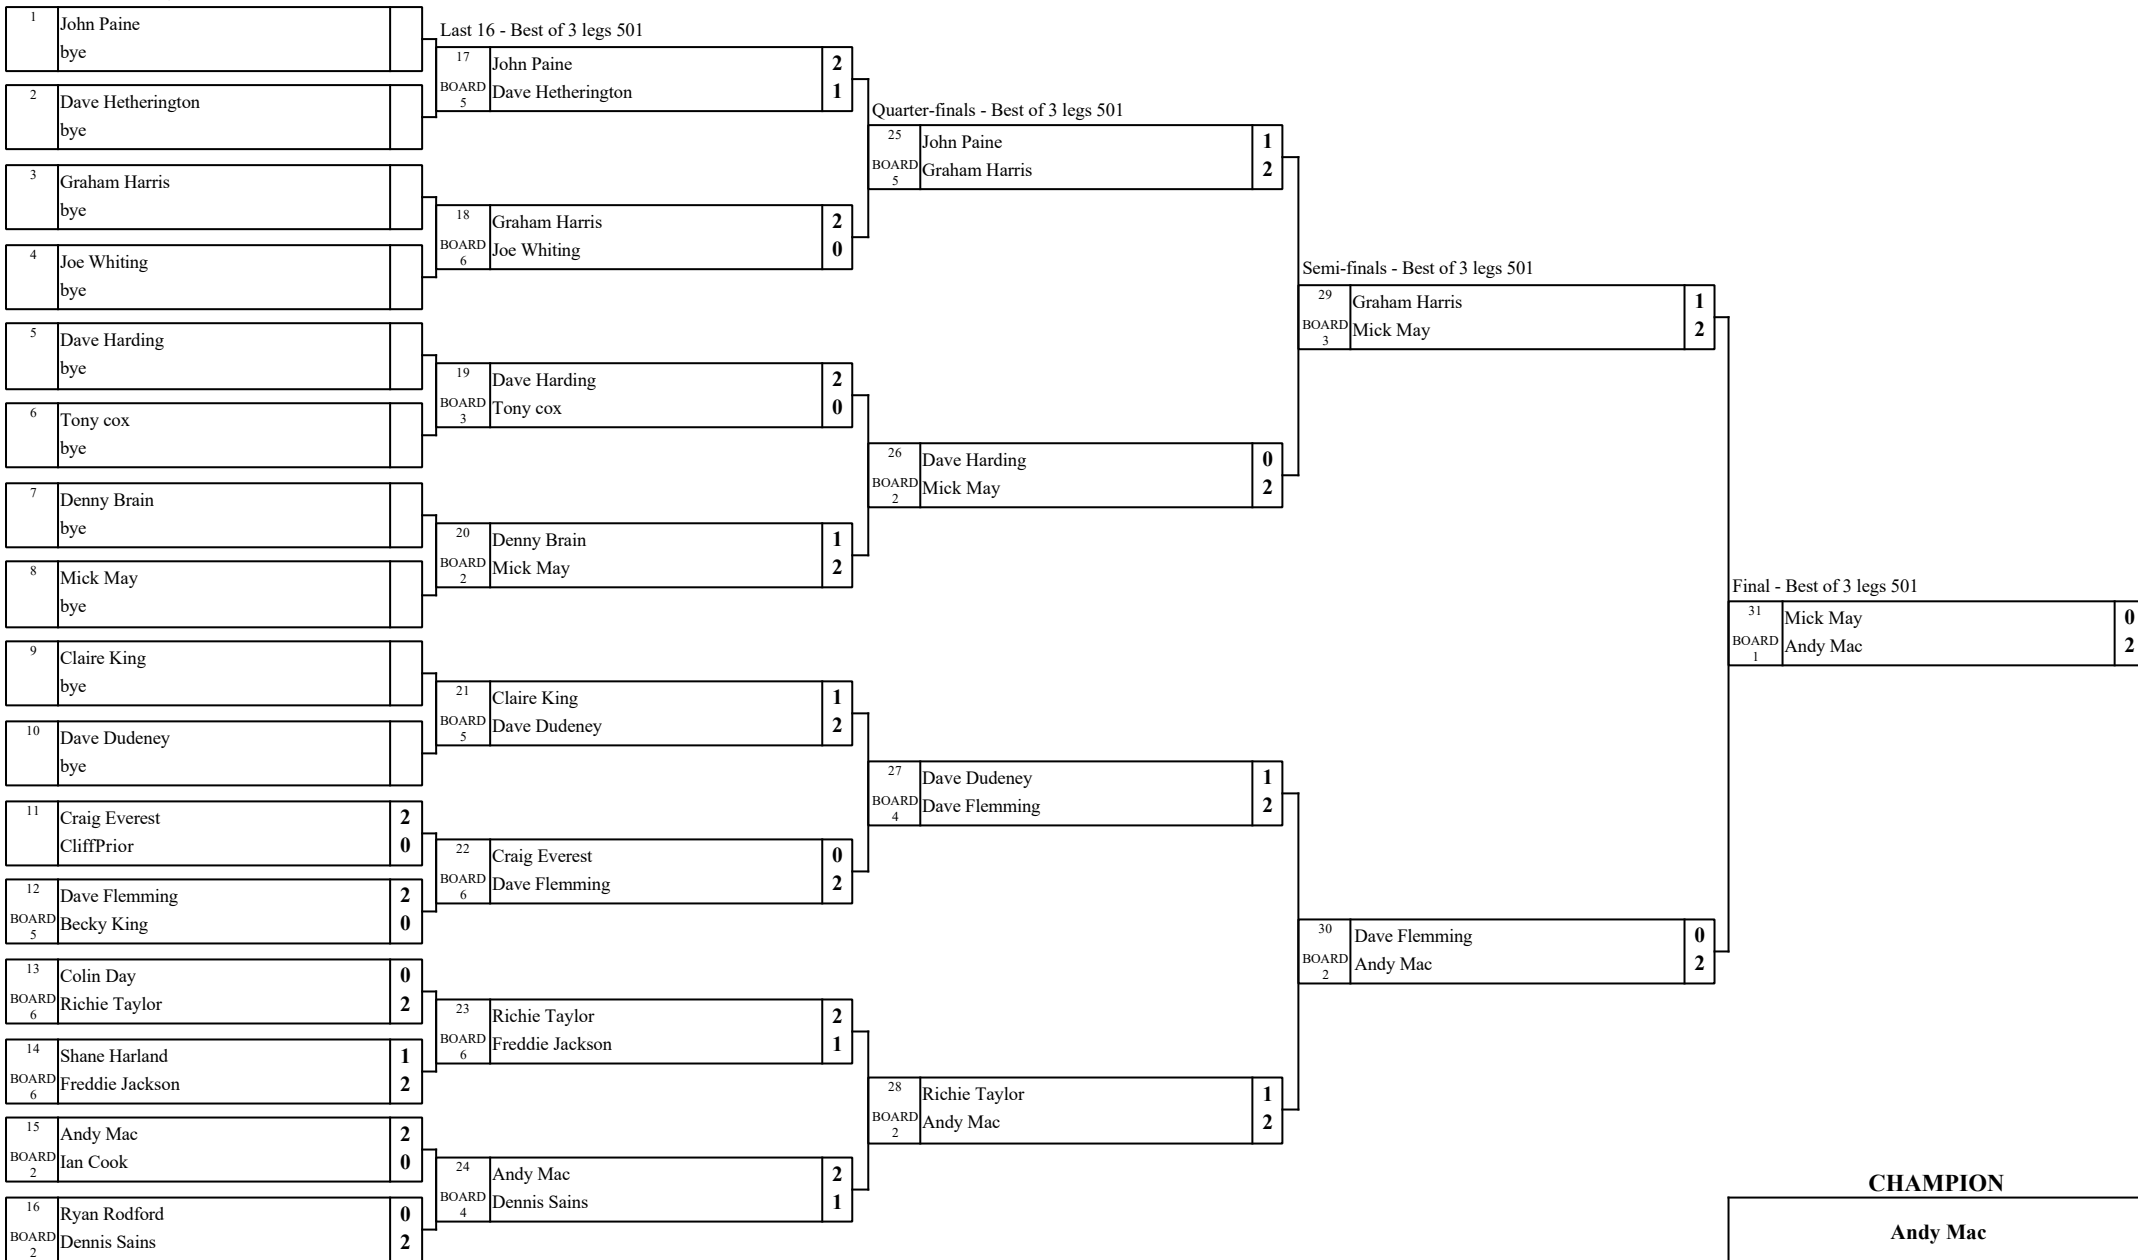 1
John Paine
bye
2
Dave Hetherington
bye
3
Graham Harris
bye
4
Joe Whiting
bye
5
Dave Harding
bye
6
Tony cox
bye
7
Denny Brain
bye
8
Mick May
bye
9
Claire King
bye
10
Dave Dudeney
bye
11
Craig Everest 2
CliffPrior 0
12
Dave Flemming 2
BOARD 5
Becky King 0
13
Colin Day 0
BOARD 6
Richie Taylor 2
14
Shane Harland 1
BOARD 6
Freddie Jackson 2
15
Andy Mac 2
BOARD 2
Ian Cook 0
16
Ryan Rodford 0
BOARD 2
Dennis Sains 2
Last 16 - Best of 3 legs 501
17
John Paine 2
BOARD 5
Dave Hetherington 1
18
Graham Harris 2
BOARD 6
Joe Whiting 0
19
Dave Harding 2
BOARD 3
Tony cox 0
20
Denny Brain 1
BOARD 2
Mick May 2
21
Claire King 1
BOARD 5
Dave Dudeney 2
22
Craig Everest 0
BOARD 6
Dave Flemming 2
23
Richie Taylor 2
BOARD 6
Freddie Jackson 1
24
Andy Mac 2
BOARD 4
Dennis Sains 1
Quarter-finals - Best of 3 legs 501
25
John Paine 1
BOARD 5
Graham Harris 2
26
Dave Harding 0
BOARD 2
Mick May 2
27
Dave Dudeney 1
BOARD 4
Dave Flemming 2
28
Richie Taylor 1
BOARD 2
Andy Mac 2
Semi-finals - Best of 3 legs 501
29
Graham Harris 1
BOARD 3
Mick May 2
30
Dave Flemming 0
BOARD 2
Andy Mac 2
Final - Best of 3 legs 501
31
Mick May 0
BOARD 1
Andy Mac 2
CHAMPION
Andy Mac